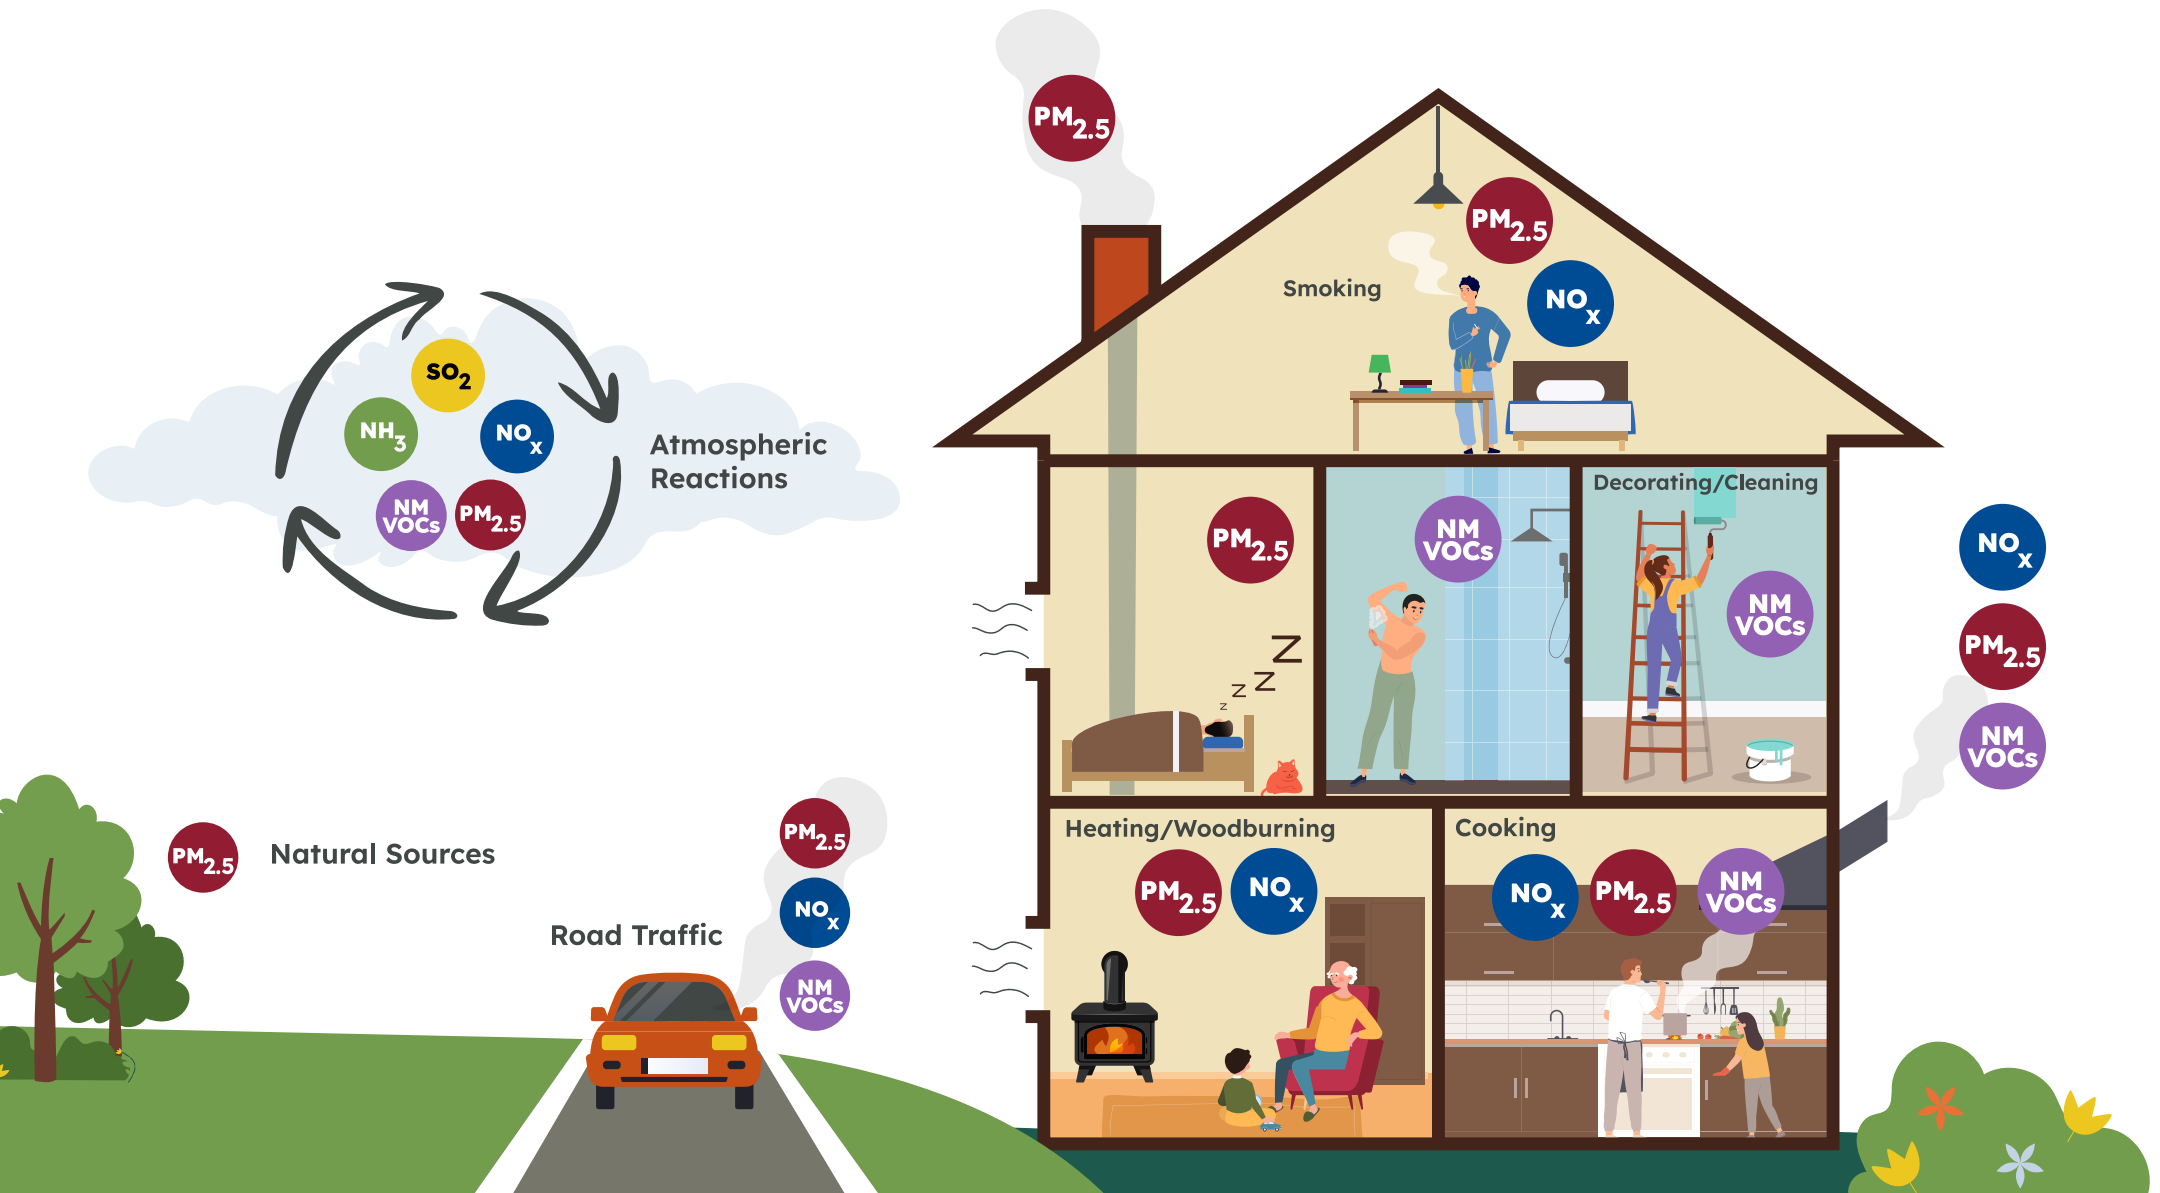 PM2.5
PM2.5
Smoking
NOx
SO2
NH3
NOx
Atmospheric
Reactions
NM
VOCs
PM2.5
Decorating/Cleaning
PM2.5
NM
VOCs
NM
VOCs
z
z
z
z
NOx
PM2.5
NM
VOCs
PM2.5
Natural Sources
Road Traffic
PM2.5
NOx
NM
VOCs
Heating/Woodburning
PM2.5
NOx
Cooking
NOx
PM2.5
NM
VOCs